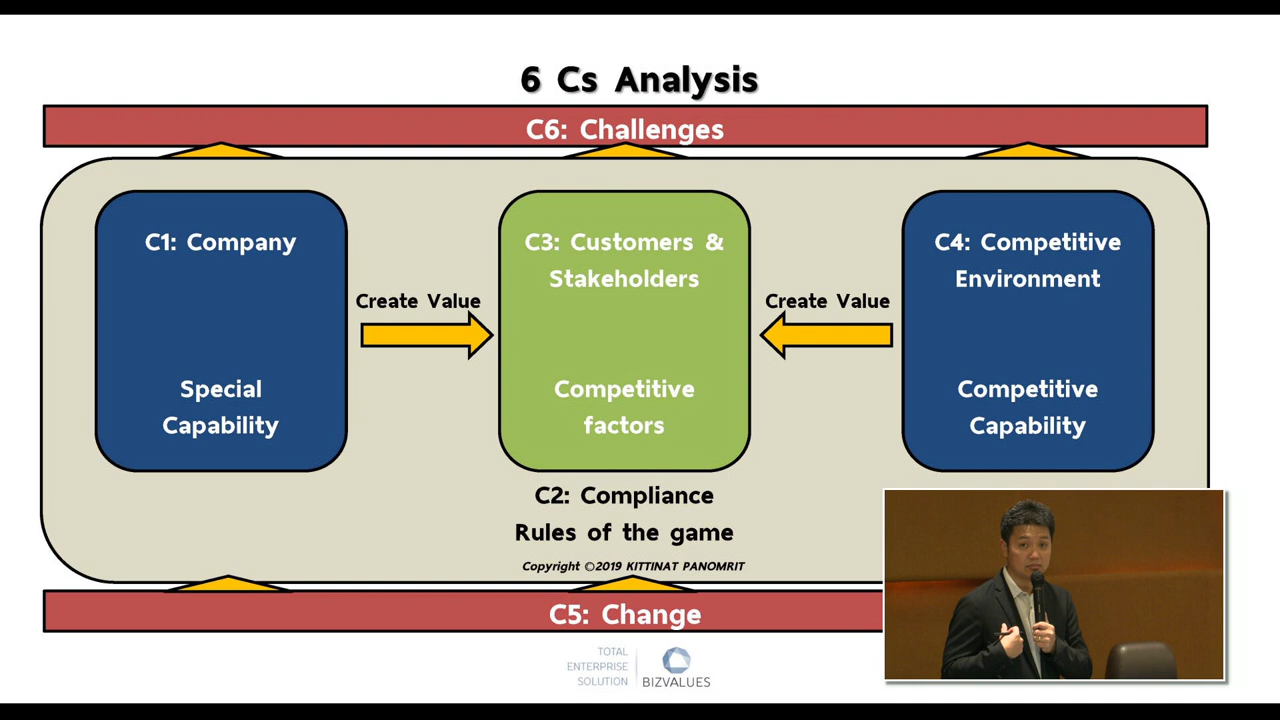 6 Cs Analysis
C6: Challenges
C1: Company
Special
Capability
Create Value
C3: Customers &
Stakeholders
Competitive
factors
Create Value
C4: Competitive
Environment
Competitive
Capability
C2: Compliance
Rules of the game
Copyright ©2019 KITTINAT PANOMRIT
C5: Change
TOTAL
ENTERPRISE
SOLUTION
BIZVALUES